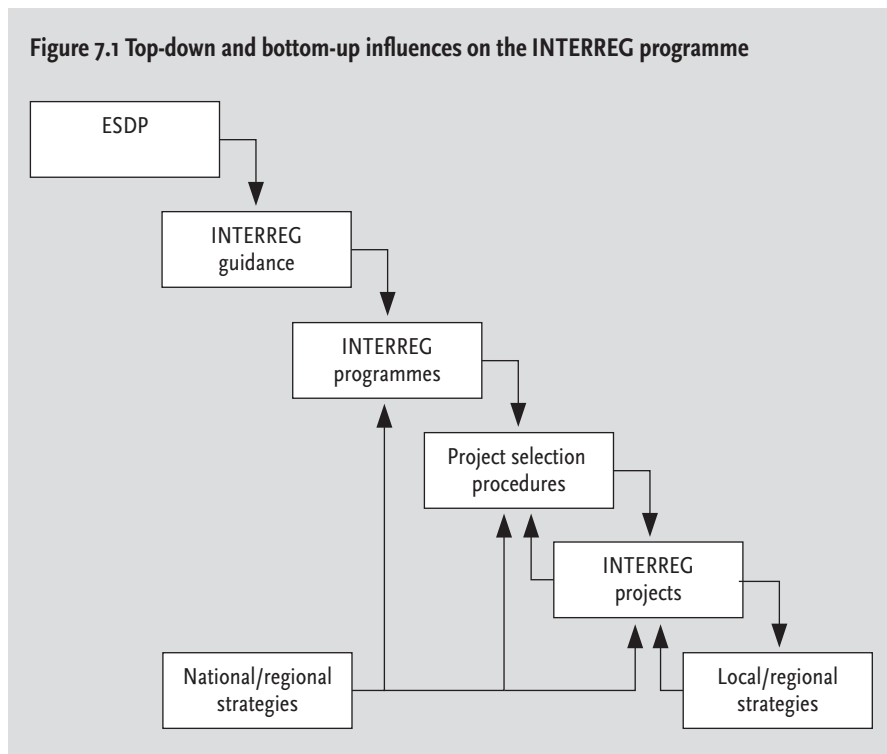 Figure 7.1 Top-down and bottom-up influences on the INTERREG programme
ESDP
INTERREG
guidance
INTERREG
programmes
Project selection
procedures
INTERREG
projects
National/regional
strategies
Local/regional
strategies